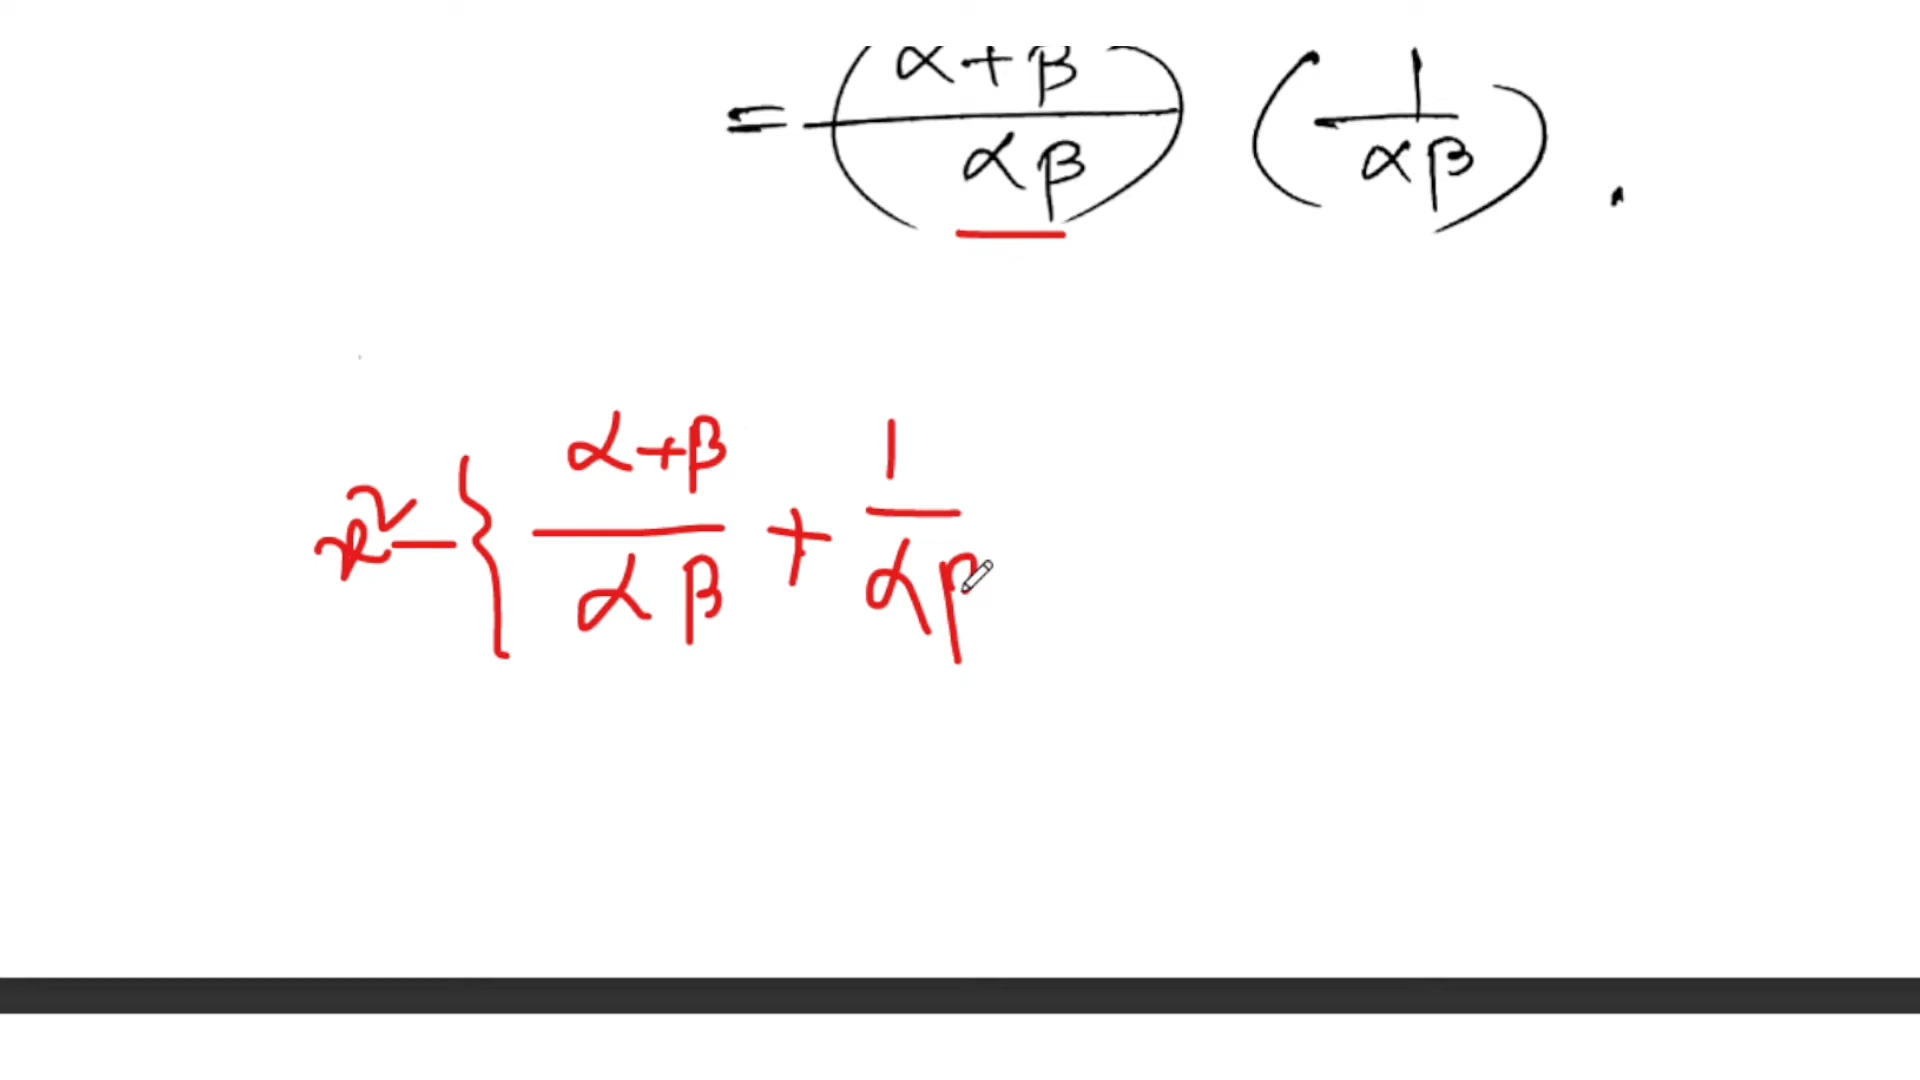 = (α+β/αβ) (1/αβ).
x² - { α+β/αβ + 1/αβ